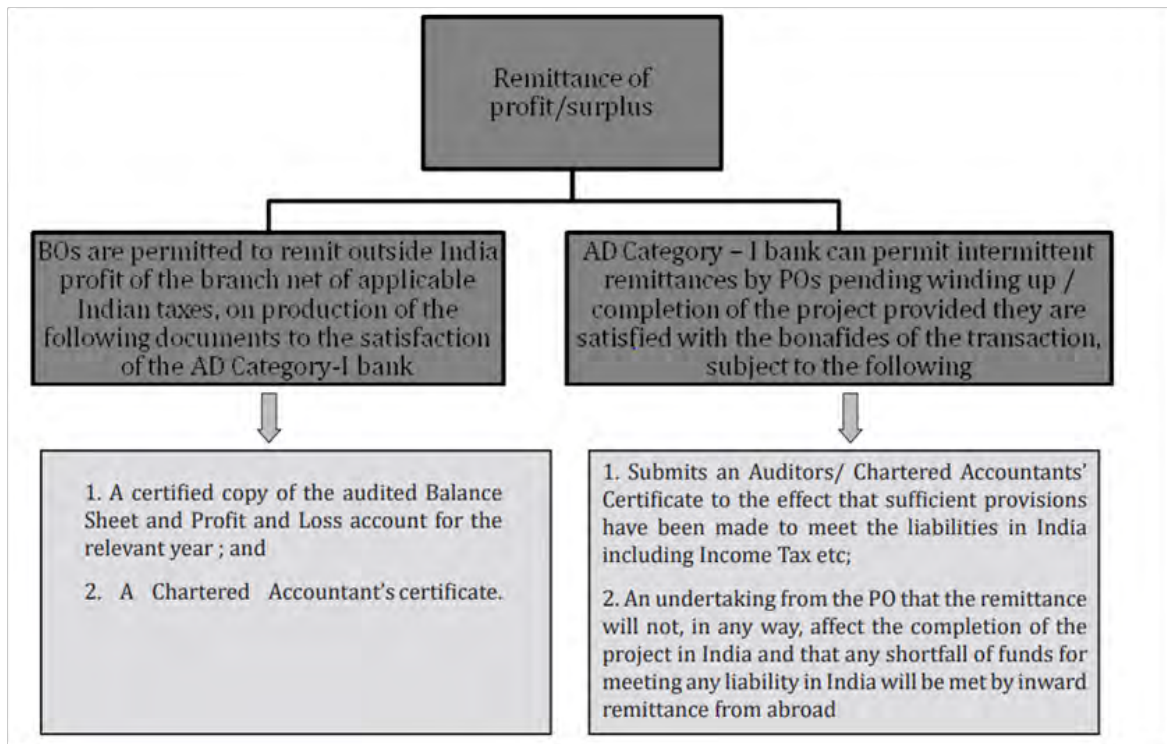 Remittance of
profit/surplus
BOs are permitted to remit outside India
profit of the branch net of applicable
Indian taxes, on production of the
following documents to the satisfaction
of the AD Category-I bank
AD Category – I bank can permit intermittent
remittances by POs pending winding up /
completion of the project provided they are
satisfied with the bonafides of the transaction,
subject to the following
1. A certified copy of the audited Balance
Sheet and Profit and Loss account for the
relevant year ; and
2. A Chartered Accountant's certificate.
1. Submits an Auditors/ Chartered Accountants’
Certificate to the effect that sufficient provisions
have been made to meet the liabilities in India
including Income Tax etc;
2. An undertaking from the PO that the remittance
will not, in any way, affect the completion of the
project in India and that any shortfall of funds for
meeting any liability in India will be met by inward
remittance from abroad